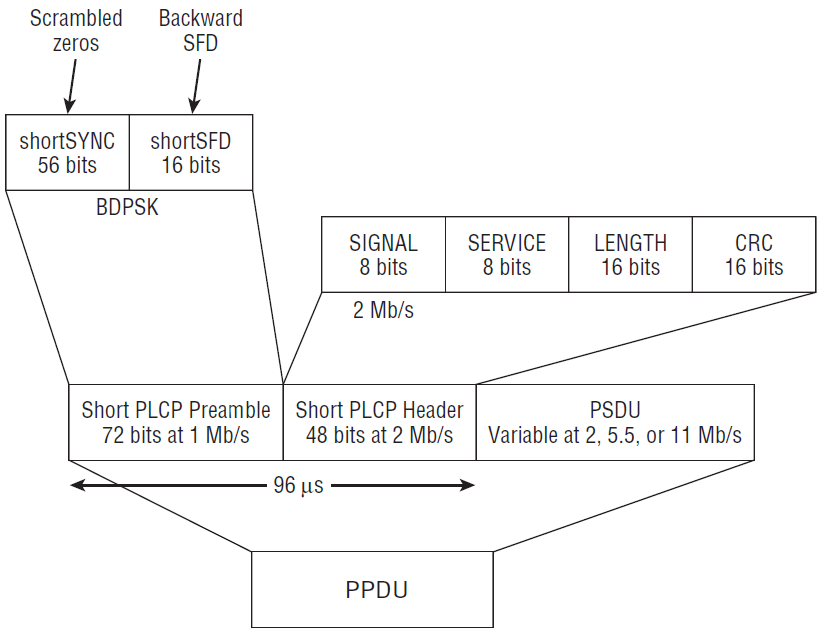 Scrambled
zeros
Backward
SFD
shortSYNC
56 bits
shortSFD
16 bits
BDPSK
SIGNAL
8 bits
SERVICE
8 bits
LENGTH
16 bits
CRC
16 bits
2 Mb/s
Short PLCP Preamble
72 bits at 1 Mb/s
Short PLCP Header
48 bits at 2 Mb/s
PSDU
Variable at 2, 5.5, or 11 Mb/s
96 μs
PPDU